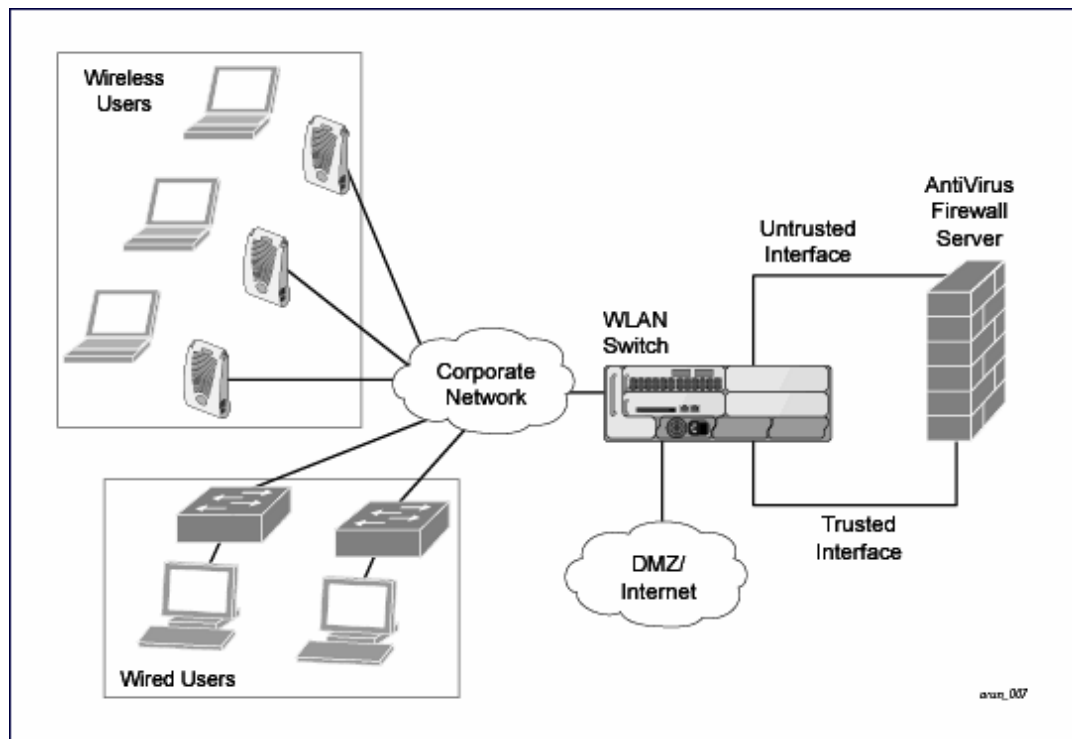 Wireless
Users
AntiVirus
Firewall
Server
Untrusted
Interface
WLAN
Switch
Corporate
Network
Trusted
Interface
DMZ/
Internet
Wired Users
arun_007